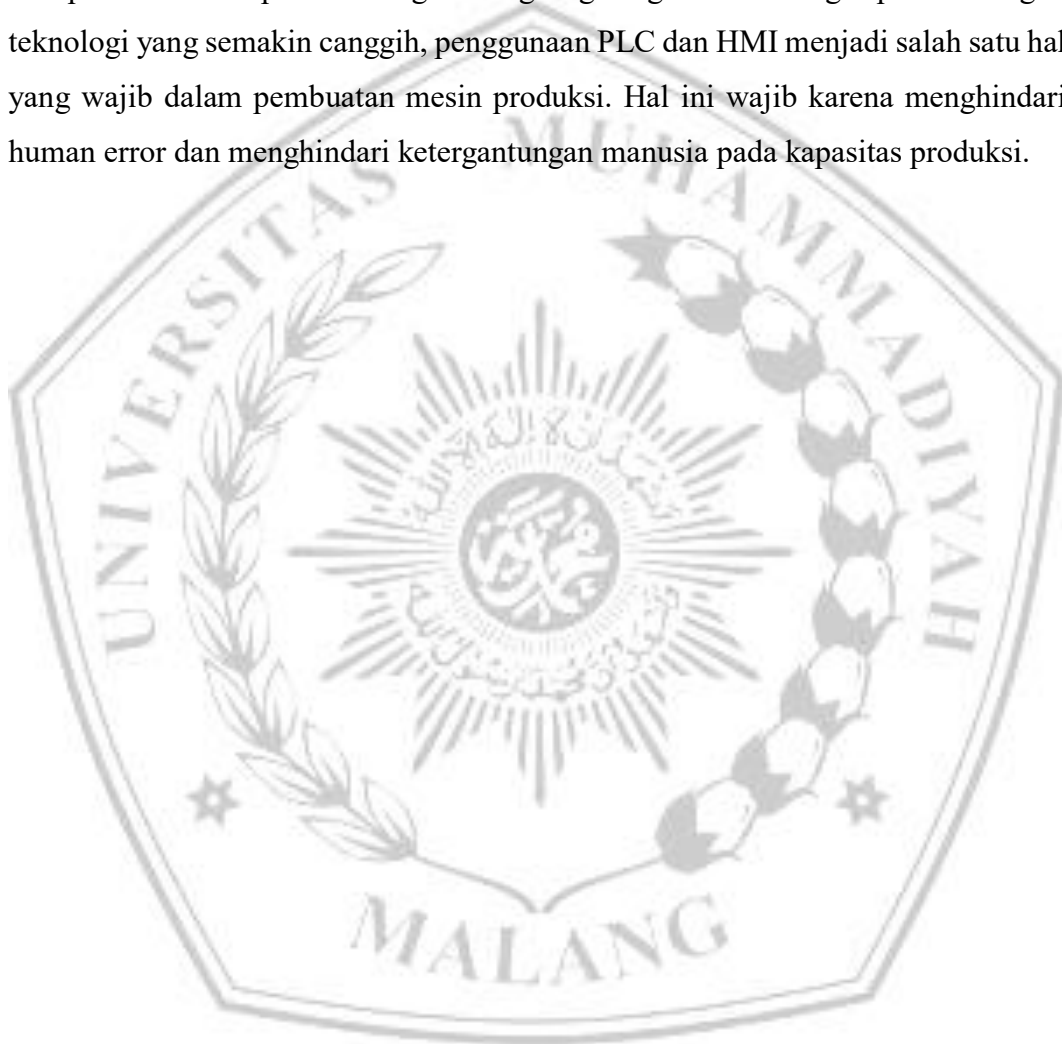 teknologi yang semakin canggih, penggunaan PLC dan HMI menjadi salah satu hal
yang wajib dalam pembuatan mesin produksi. Hal ini wajib karena menghindari
human error dan menghindari ketergantungan manusia pada kapasitas produksi.
UNIVERSITAS MUHAMMADIYAH
MALANG